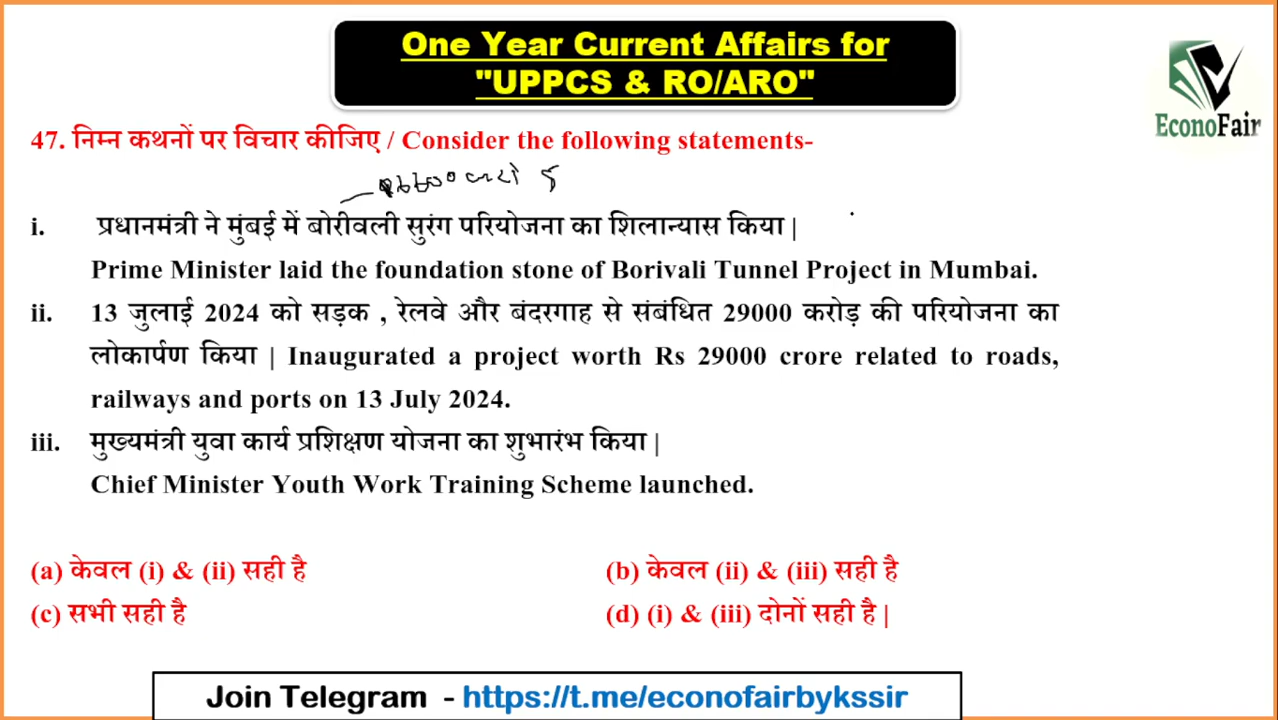 One Year Current Affairs for
"UPPCS & RO/ARO"
EconoFair
47. निम्न कथनों पर विचार कीजिए / Consider the following statements-
i. प्रधानमंत्री ने मुंबई में बोरीवली सुरंग परियोजना का शिलान्यास किया |
Prime Minister laid the foundation stone of Borivali Tunnel Project in Mumbai.
ii. 13 जुलाई 2024 को सड़क , रेलवे और बंदरगाह से संबंधित 29000 करोड़ की परियोजना का
लोकार्पण किया | Inaugurated a project worth Rs 29000 crore related to roads,
railways and ports on 13 July 2024.
iii. मुख्यमंत्री युवा कार्य प्रशिक्षण योजना का शुभारंभ किया |
Chief Minister Youth Work Training Scheme launched.
(a) केवल (i) & (ii) सही है (b) केवल (ii) & (iii) सही है
(c) सभी सही है (d) (i) & (iii) दोनों सही है |
Join Telegram - https://t.me/econofairbykssir